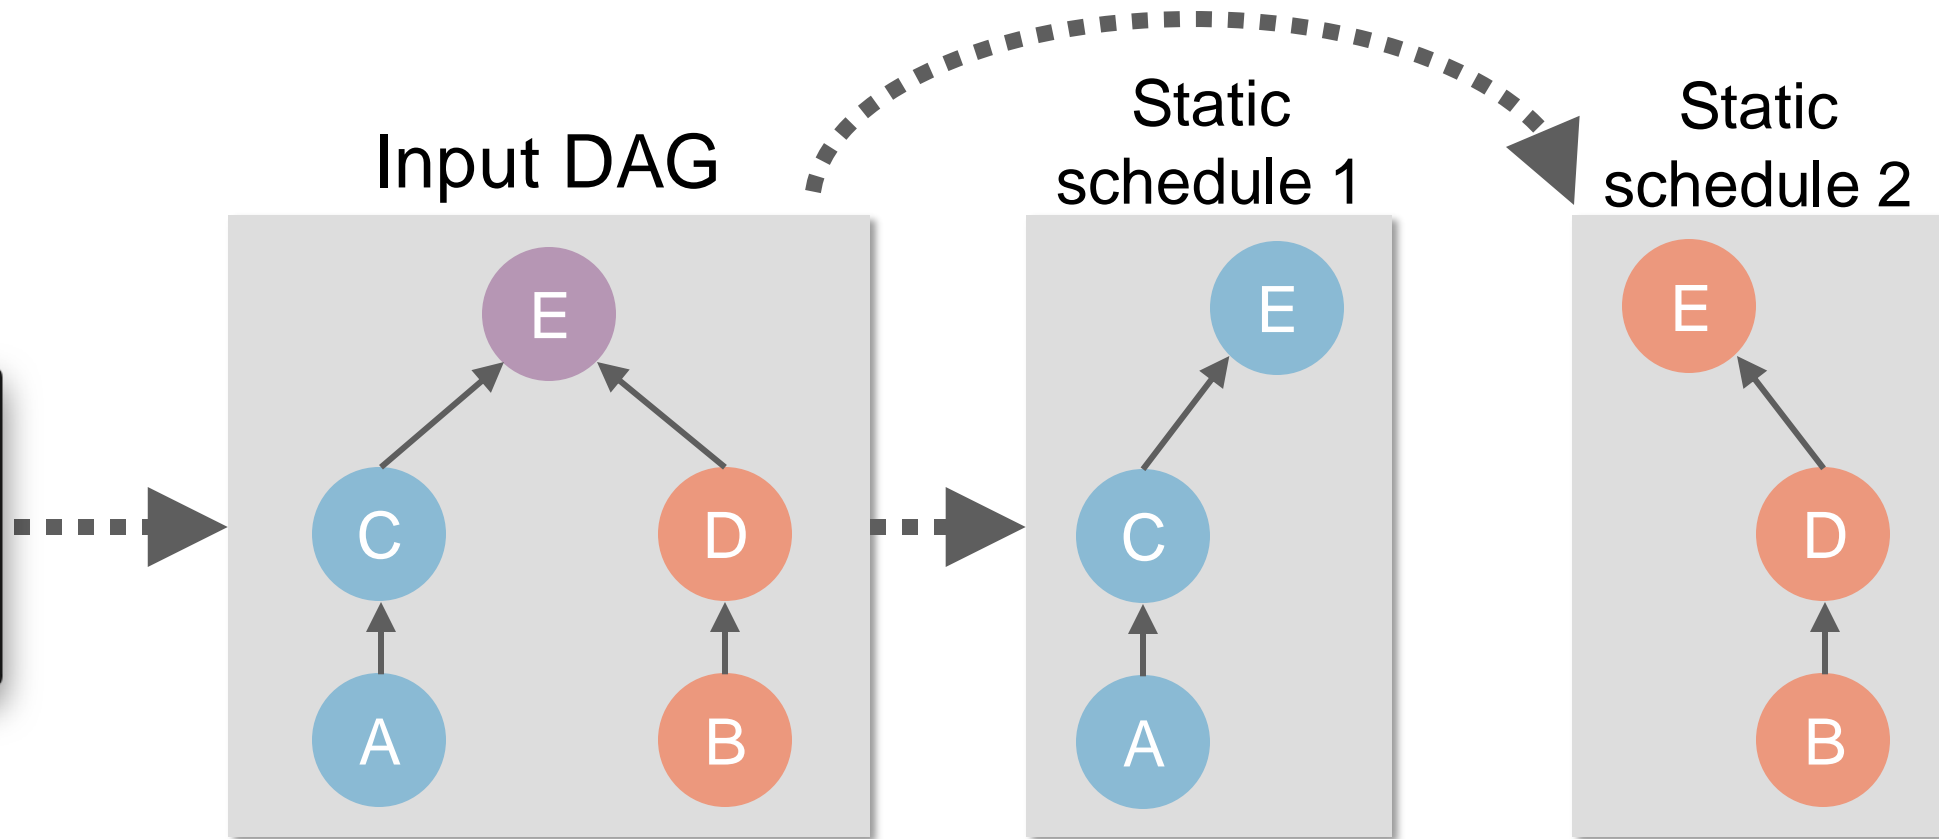 Input DAG
E
C
D
A
B
Static
schedule 1
E
C
A
Static
schedule 2
E
D
B